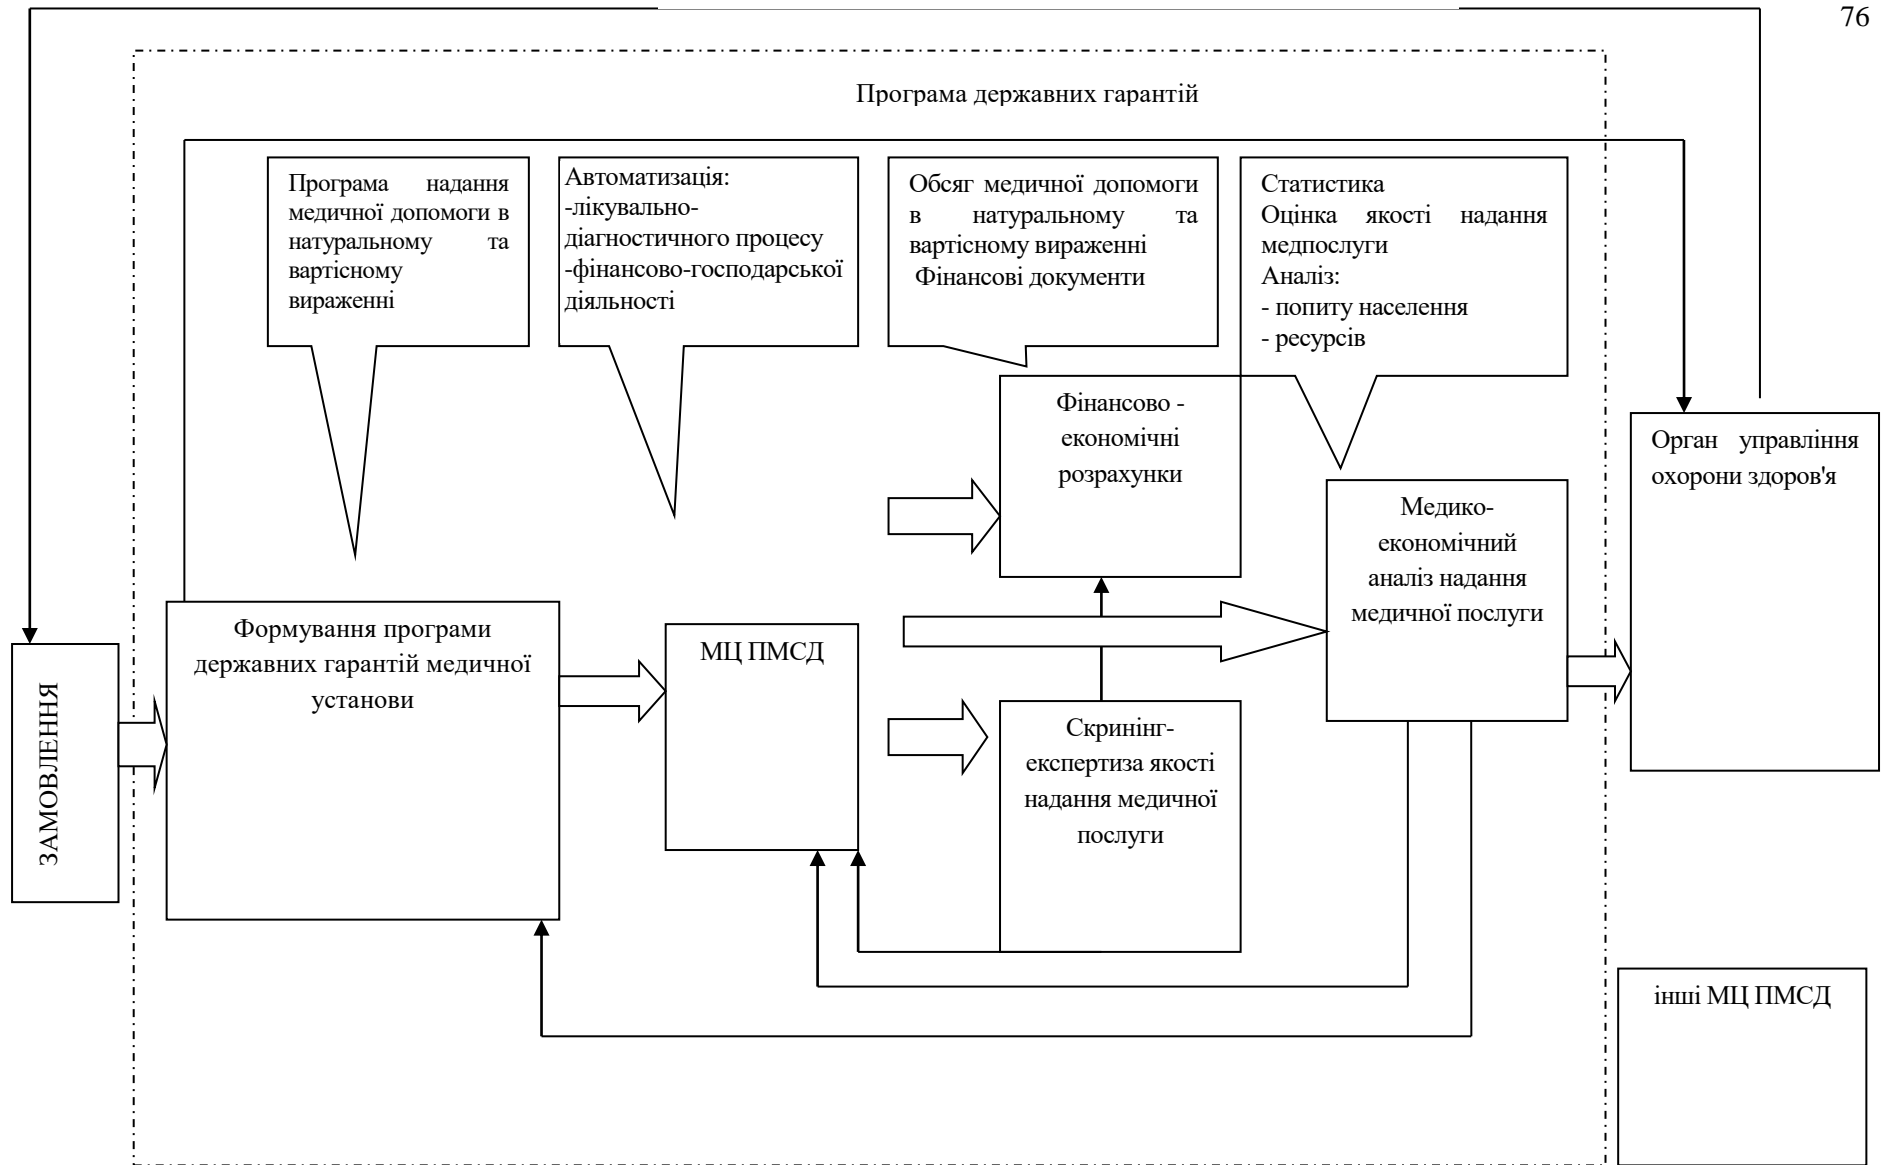 76
Програма державних гарантій
Програма надання
медичної допомоги в
натуральному та
вартісному
вираженні
Автоматизація:
-лікувально-
діагностичного процесу
-фінансово-господарської
діяльності
Обсяг медичної допомоги
в натуральному та
вартісному вираженні
Фінансові документи
Статистика
Оцінка якості надання
медпослуги
Аналіз:
- попиту населення
- ресурсів
Фінансово -
економічні
розрахунки
Орган управління
охорони здоров'я
Медико-
економічний
аналіз надання
медичної послуги
Формування програми
державних гарантій медичної
установи
МЦ ПМСД
ЗАМОВЛЕННЯ
Скринінг-
експертиза якості
надання медичної
послуги
інші МЦ ПМСД